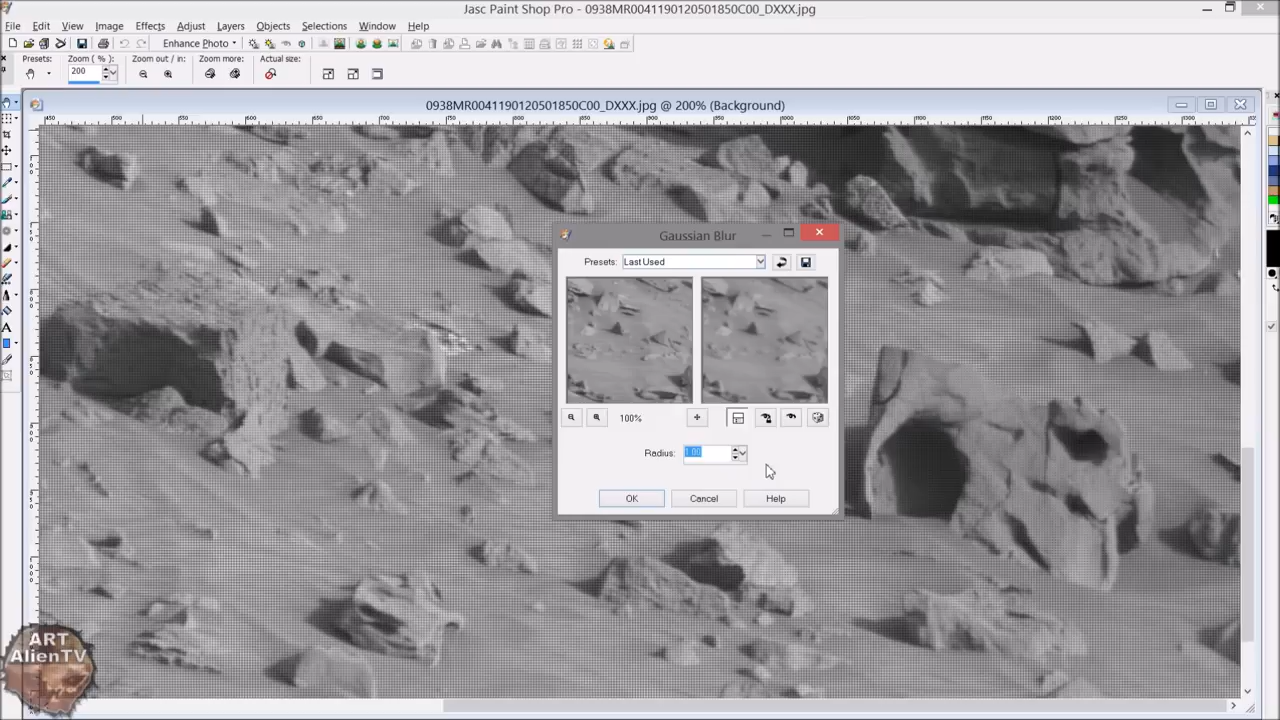 Jasc Paint Shop Pro - 0938MR0041190120501850C00_DXXX.jpg
File Edit View Image Effects Adjust Layers Objects Selections Window Help
Enhance Photo
Presets: Zoom (%): Zoom out / in: Zoom more: Actual size:
200
0938MR0041190120501850C00_DXXX.jpg @ 200% (Background)
Gaussian Blur
Presets: Last Used
100%
Radius: 1.00
OK Cancel Help
ART
AlienTV